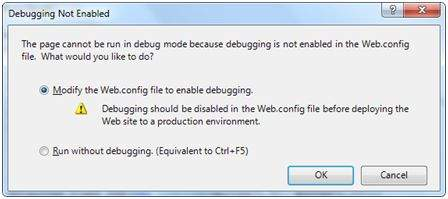 Debugging Not Enabled
The page cannot be run in debug mode because debugging is not enabled in the Web.config
file.  What would you like to do?
Modify the Web.config file to enable debugging.
Debugging should be disabled in the Web.config file before deploying the
Web site to a production environment.
Run without debugging. (Equivalent to Ctrl+F5)
OK
Cancel